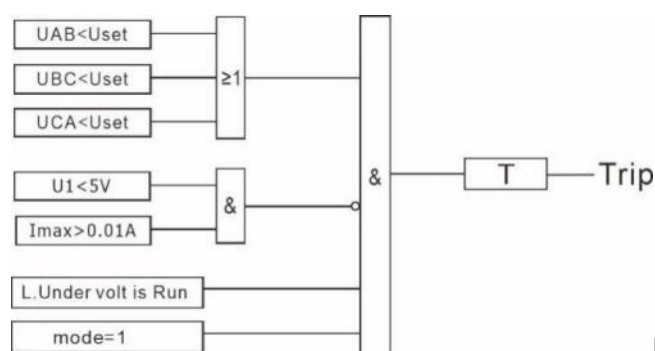 UAB<Uset
UBC<Uset
≥1
UCA<Uset
U1<5V
&
&
T
Trip
Imax>0.01A
L.Under volt is Run
mode=1